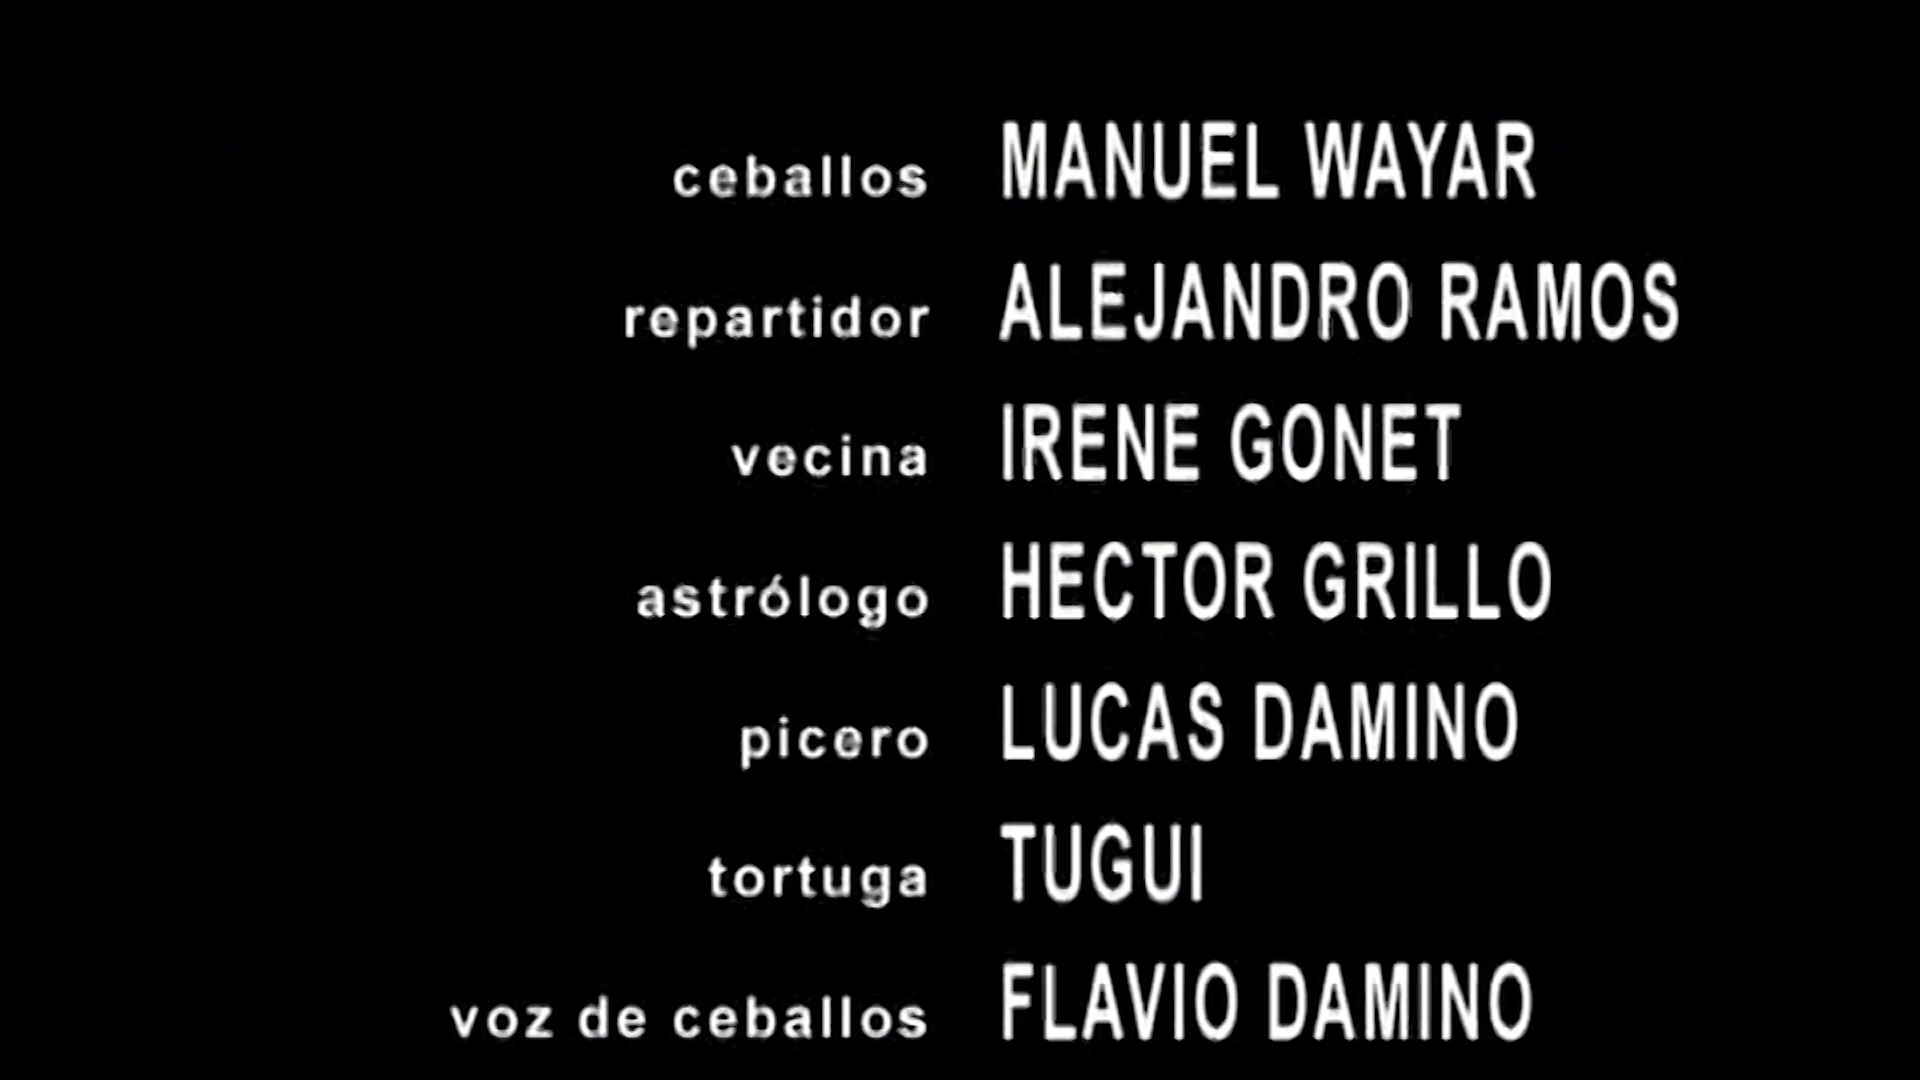 ceballos MANUEL WAYAR
repartidor ALEJANDRO RAMOS
vecina IRENE GONET
astrólogo HECTOR GRILLO
picero LUCAS DAMINO
tortuga TUGUI
voz de ceballos FLAVIO DAMINO